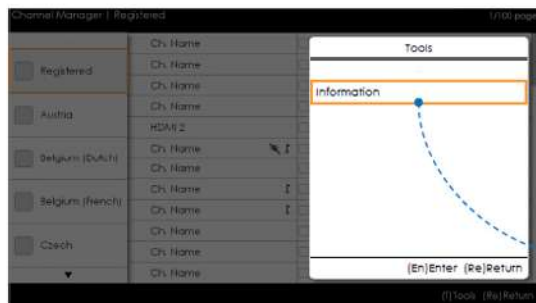 Channel Manager | Registered
1/100 page
Registered
Austria
Belgium (Dutch)
Belgium (French)
Czech
Ch. Name
Ch. Name
Ch. Name
Ch. Name
HDMI 2
Ch. Name
Ch. Name
Ch. Name
Ch. Name
Ch. Name
Ch. Name
Ch. Name
Tools
Information
(En)Enter (Re)Return
(T)Tools (Re)Return